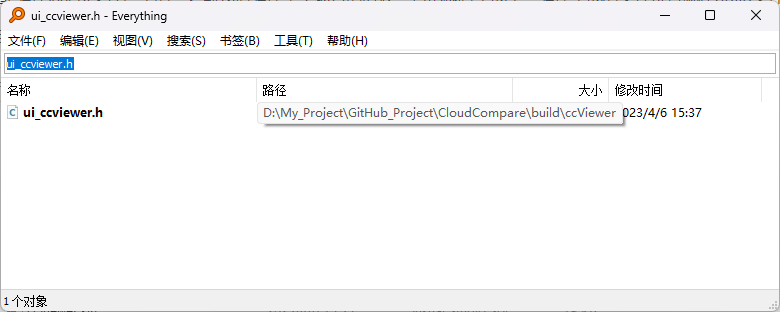 ui_ccviewer.h - Everything
文件(F) 编辑(E) 视图(V) 搜索(S) 书签(B) 工具(T) 帮助(H)
ui_ccviewer.h
名称 路径 大小 修改时间
ui_ccviewer.h D:\My_Project\GitHub_Project\CloudCompare\build\ccViewer 2023/4/6 15:37
1 个对象